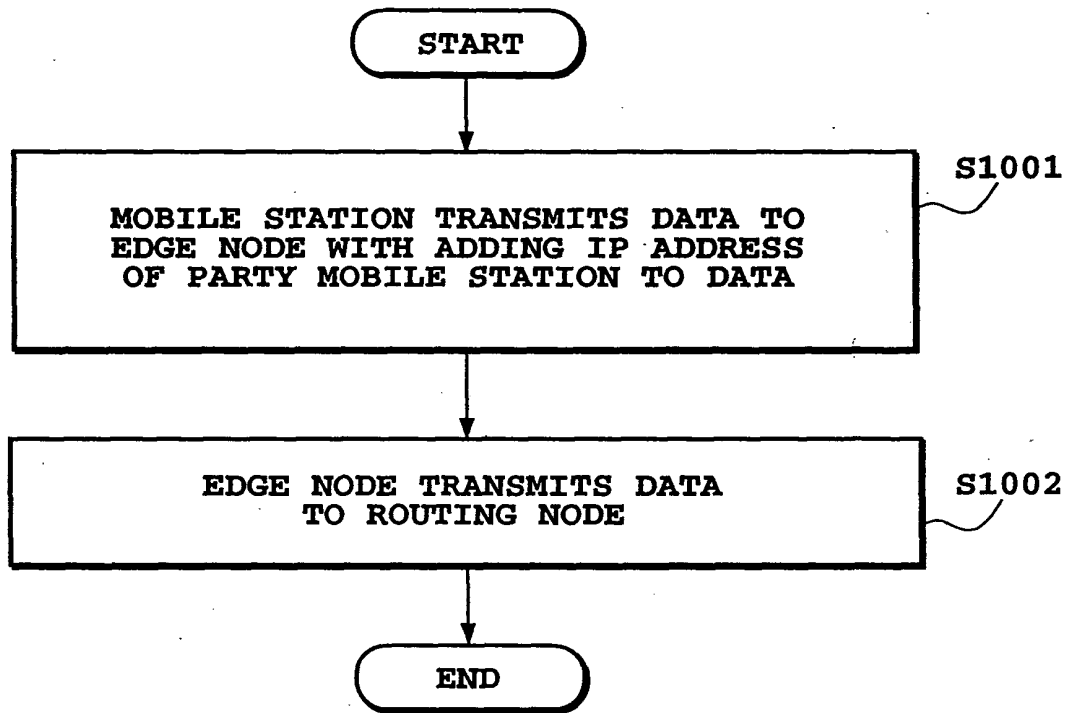 START
S1001
MOBILE STATION TRANSMITS DATA TO
EDGE NODE WITH ADDING IP ADDRESS
OF PARTY MOBILE STATION TO DATA
S1002
EDGE NODE TRANSMITS DATA
TO ROUTING NODE
END